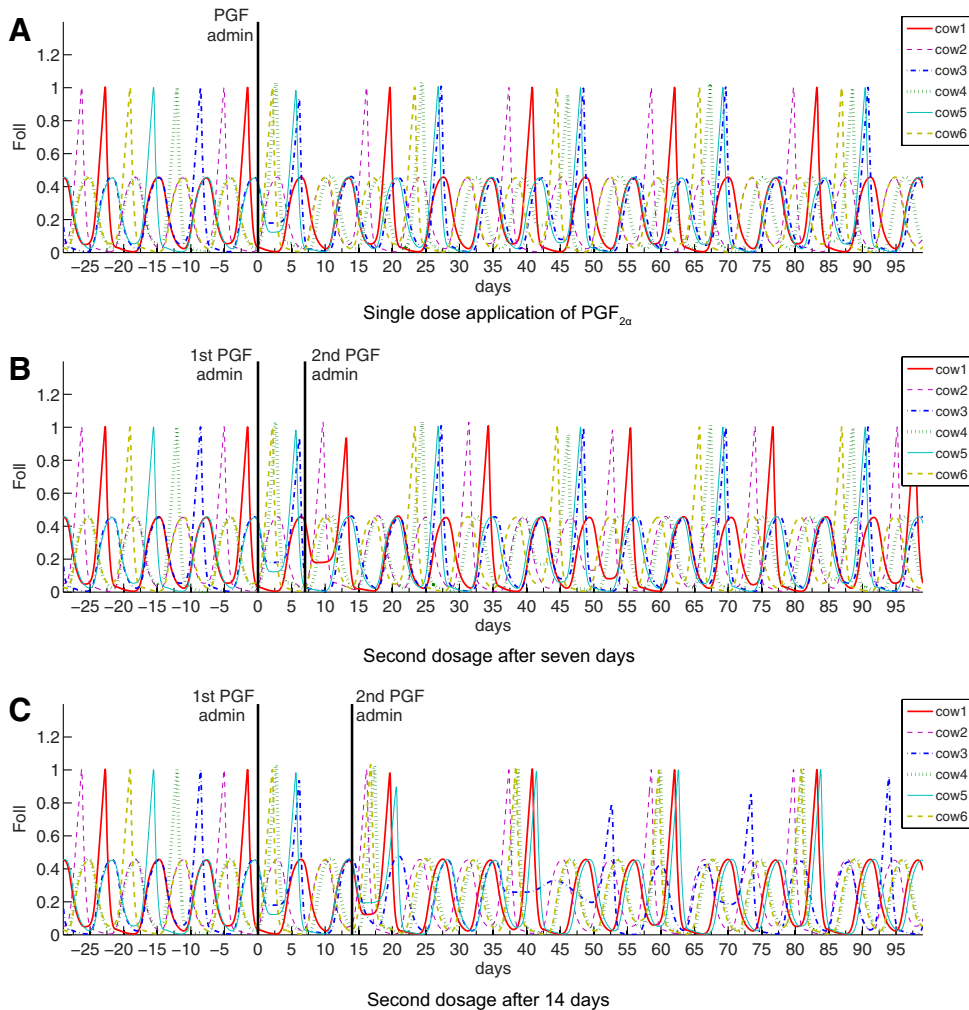 A
PGF
admin
1.2
1
0.8
0.6
0.4
0.2
0
Foll
−25 −20 −15 −10 −5 0 5 10 15 20 25 30 35 40 45 50 55 60 65 70 75 80 85 90 95
days
cow1
cow2
cow3
cow4
cow5
cow6
Single dose application of PGF2α
B
1st PGF
admin
2nd PGF
admin
1.2
1
0.8
0.6
0.4
0.2
0
Foll
−25 −20 −15 −10 −5 0 5 10 15 20 25 30 35 40 45 50 55 60 65 70 75 80 85 90 95
days
cow1
cow2
cow3
cow4
cow5
cow6
Second dosage after seven days
C
1st PGF
admin
2nd PGF
admin
1.2
1
0.8
0.6
0.4
0.2
0
Foll
−25 −20 −15 −10 −5 0 5 10 15 20 25 30 35 40 45 50 55 60 65 70 75 80 85 90 95
days
cow1
cow2
cow3
cow4
cow5
cow6
Second dosage after 14 days